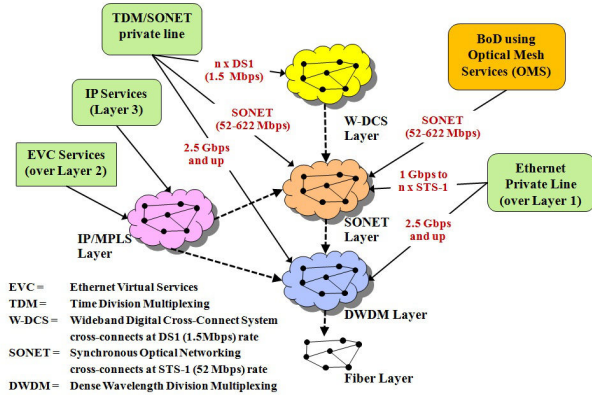 TDM/SONET
private line
n x DS1
(1.5 Mbps)
BoD using
Optical Mesh
Services (OMS)
IP Services
(Layer 3)
SONET
(52-622 Mbps)
W-DCS
Layer
SONET
(52-622 Mbps)
2.5 Gbps
and up
EVC Services
(over Layer 2)
1 Gbps to
n x STS-1
Ethernet
Private Line
(over Layer 1)
IP/MPLS
Layer
SONET
Layer
2.5 Gbps
and up
DWDM Layer
Fiber Layer
EVC = Ethernet Virtual Services
TDM = Time Division Multiplexing
W-DCS = Wideband Digital Cross-Connect System
cross-connects at DS1 (1.5Mbps) rate
SONET = Synchronous Optical Networking
cross-connects at STS-1 (52 Mbps) rate
DWDM = Dense Wavelength Division Multiplexing